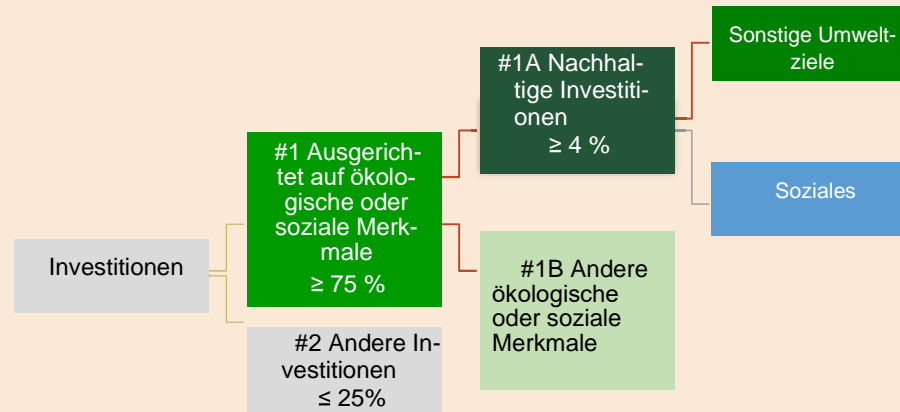 Investitionen
#1 Ausgerich-
tet auf ökolo-
gische oder
soziale Merk-
male
≥ 75 %
#2 Andere In-
vestitionen
≤ 25%
#1A Nachhal-
tige Investiti-
onen
≥ 4 %
#1B Andere
ökologische
oder soziale
Merkmale
Sonstige Umwelt-
ziele
Soziales